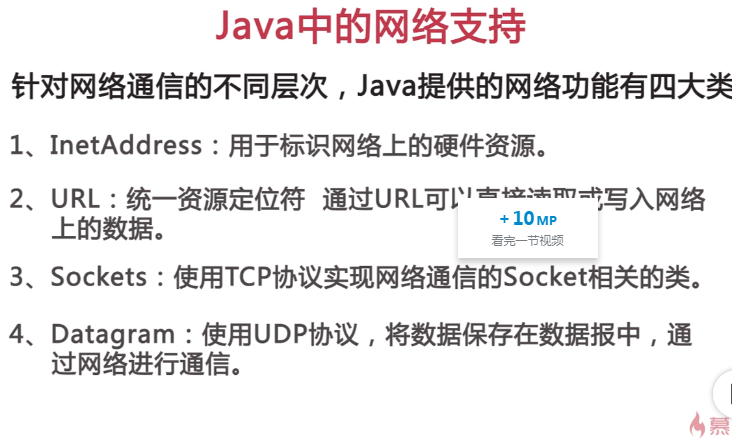 Java中的网络支持
针对网络通信的不同层次，Java提供的网络功能有四大类
1、InetAddress：用于标识网络上的硬件资源。
2、URL：统一资源定位符 通过URL可以直接读取或写入网络
上的数据。
+ 10 MP
看完一节视频
3、Sockets：使用TCP协议实现网络通信的Socket相关的类。
4、Datagram：使用UDP协议，将数据保存在数据报中，通
过网络进行通信。
慕